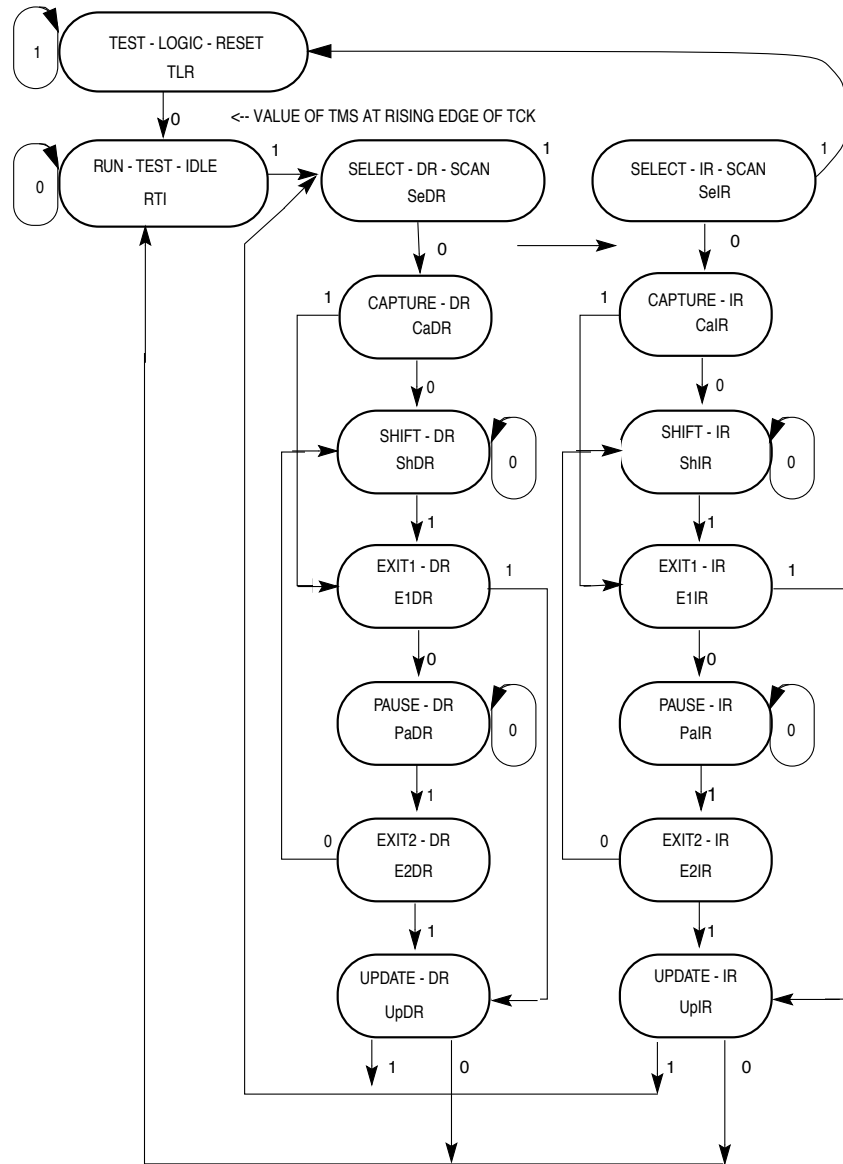 TEST - LOGIC - RESET
TLR
1
0
<-- VALUE OF TMS AT RISING EDGE OF TCK
RUN - TEST - IDLE
RTI
0
1
SELECT - DR - SCAN
SeDR
1
SELECT - IR - SCAN
SeIR
1
0
0
1
CAPTURE - DR
CaDR
1
CAPTURE - IR
CaIR
0
0
SHIFT - DR
ShDR
0
SHIFT - IR
ShIR
0
1
1
EXIT1 - DR
E1DR
1
EXIT1 - IR
E1IR
1
0
0
PAUSE - DR
PaDR
0
PAUSE - IR
PaIR
0
1
1
0
EXIT2 - DR
E2DR
0
EXIT2 - IR
E2IR
1
1
UPDATE - DR
UpDR
UPDATE - IR
UpIR
1
0
1
0